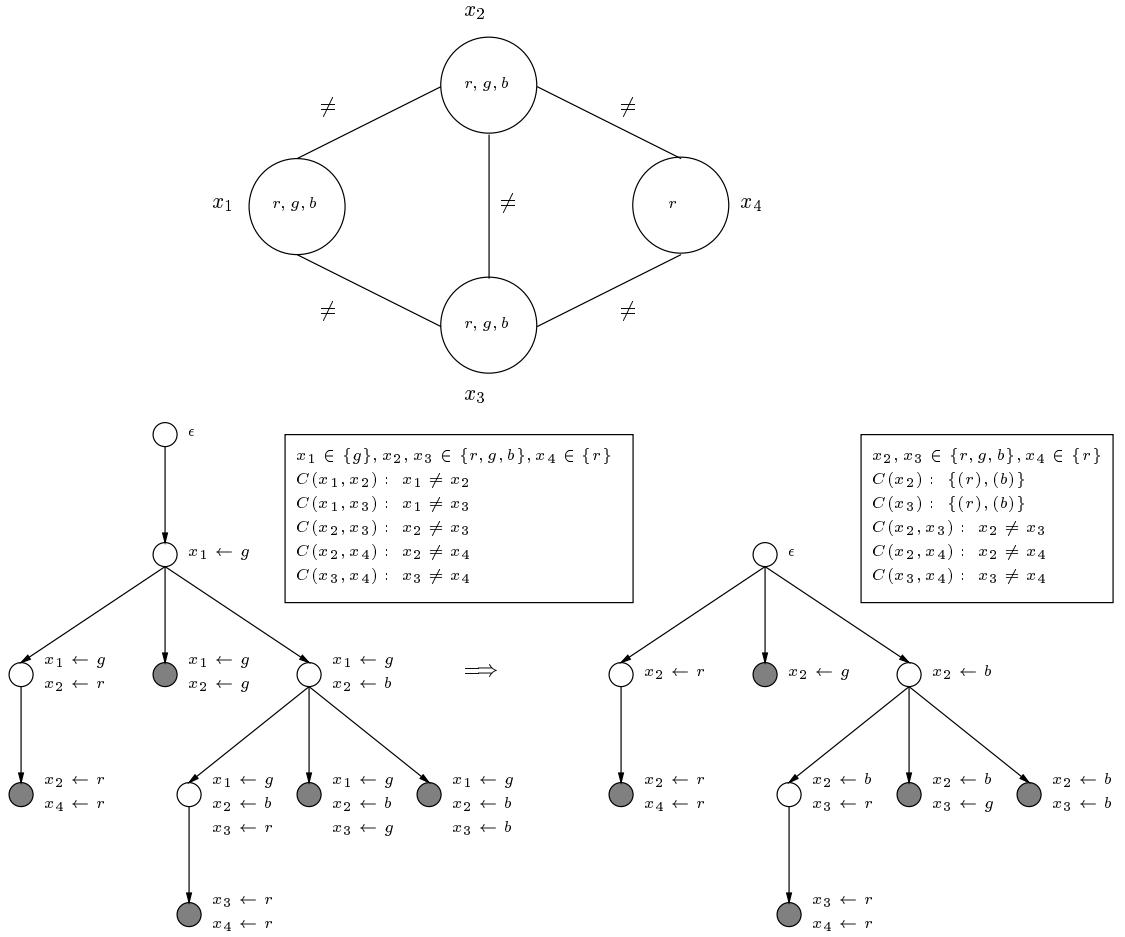 x₂
r, g, b
≠ ≠
x₁ r, g, b ≠ r x₄
r, g, b
≠ ≠
x₃
ϵ
x₁ ∈ {g}, x₂, x₃ ∈ {r, g, b}, x₄ ∈ {r}
C(x₁, x₂) : x₁ ≠ x₂
C(x₁, x₃) : x₁ ≠ x₃
C(x₂, x₃) : x₂ ≠ x₃
C(x₂, x₄) : x₂ ≠ x₄
C(x₃, x₄) : x₃ ≠ x₄
x₁ ← g
x₁ ← g
x₂ ← r
x₁ ← g
x₂ ← g
x₁ ← g
x₂ ← b
x₂ ← r
x₄ ← r
x₁ ← g
x₂ ← b
x₃ ← r
x₁ ← g
x₂ ← b
x₃ ← g
x₁ ← g
x₂ ← b
x₃ ← b
x₃ ← r
x₄ ← r
⟹
x₂, x₃ ∈ {r, g, b}, x₄ ∈ {r}
C(x₂) : {(r), (b)}
C(x₃) : {(r), (b)}
C(x₂, x₃) : x₂ ≠ x₃
C(x₂, x₄) : x₂ ≠ x₄
C(x₃, x₄) : x₃ ≠ x₄
ϵ
x₂ ← r
x₂ ← g
x₂ ← b
x₂ ← r
x₄ ← r
x₂ ← b
x₃ ← r
x₂ ← b
x₃ ← g
x₂ ← b
x₃ ← b
x₃ ← r
x₄ ← r